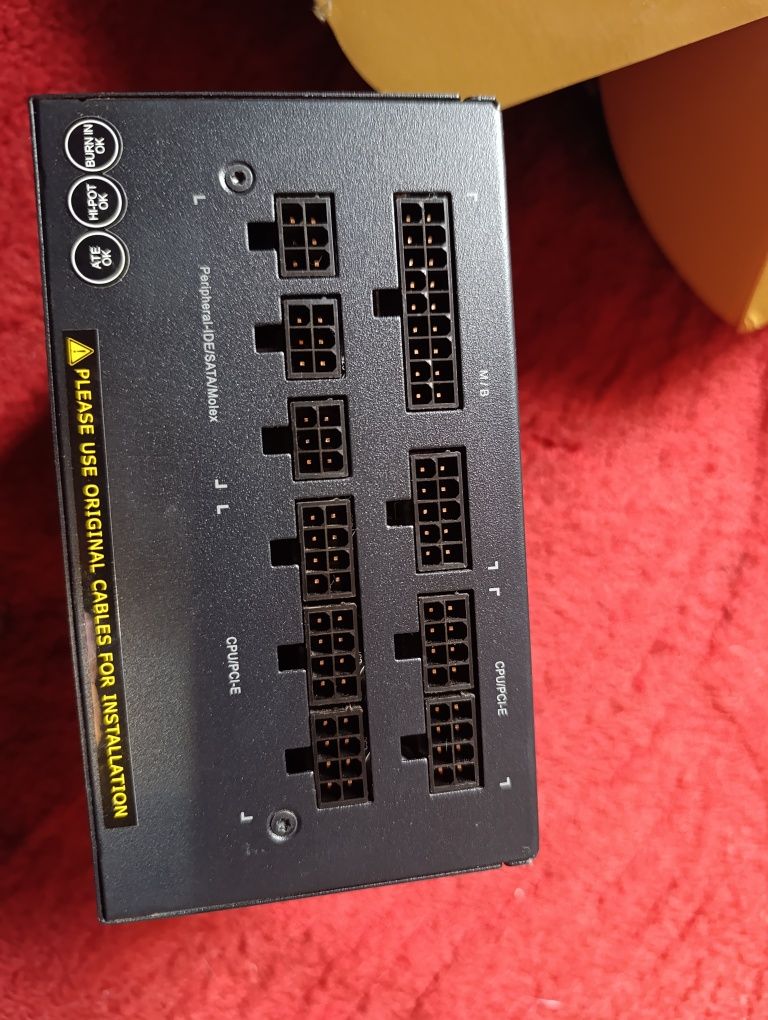 BURN IN
OK
HI-POT
OK
ATE
OK
M / B
Peripheral-IDE/SATA/Molex
CPU/PCI-E
CPU/PCI-E
PLEASE USE ORIGINAL CABLES FOR INSTALLATION